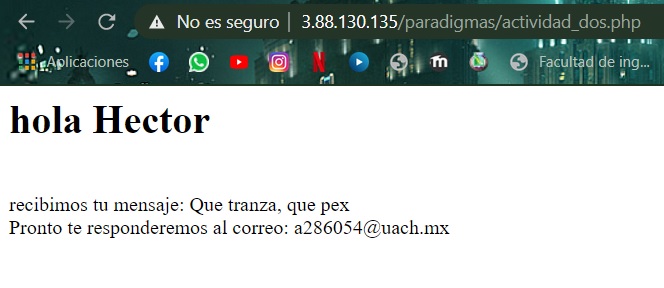 No es seguro | 3.88.130.135/paradigmas/actividad_dos.php
Aplicaciones Facultad de ing...
hola Hector
recibimos tu mensaje: Que tranza, que pex
Pronto te responderemos al correo: a286054@uach.mx